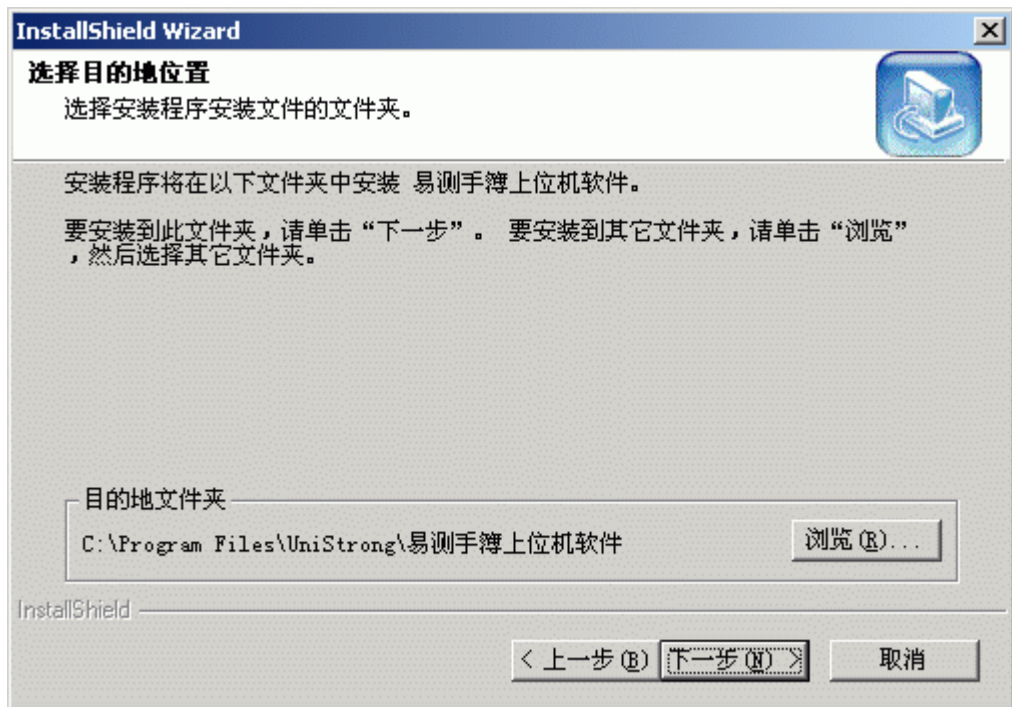 InstallShield Wizard
选择目的地位置
选择安装程序安装文件的文件夹。
安装程序将在以下文件夹中安装 易测手簿上位机软件。
要安装到此文件夹，请单击“下一步”。 要安装到其它文件夹，请单击“浏览”
，然后选择其它文件夹。
目的地文件夹
C:\Program Files\UniStrong\易测手簿上位机软件
浏览(R)...
InstallShield
< 上一步(B)
下一步(N) >
取消